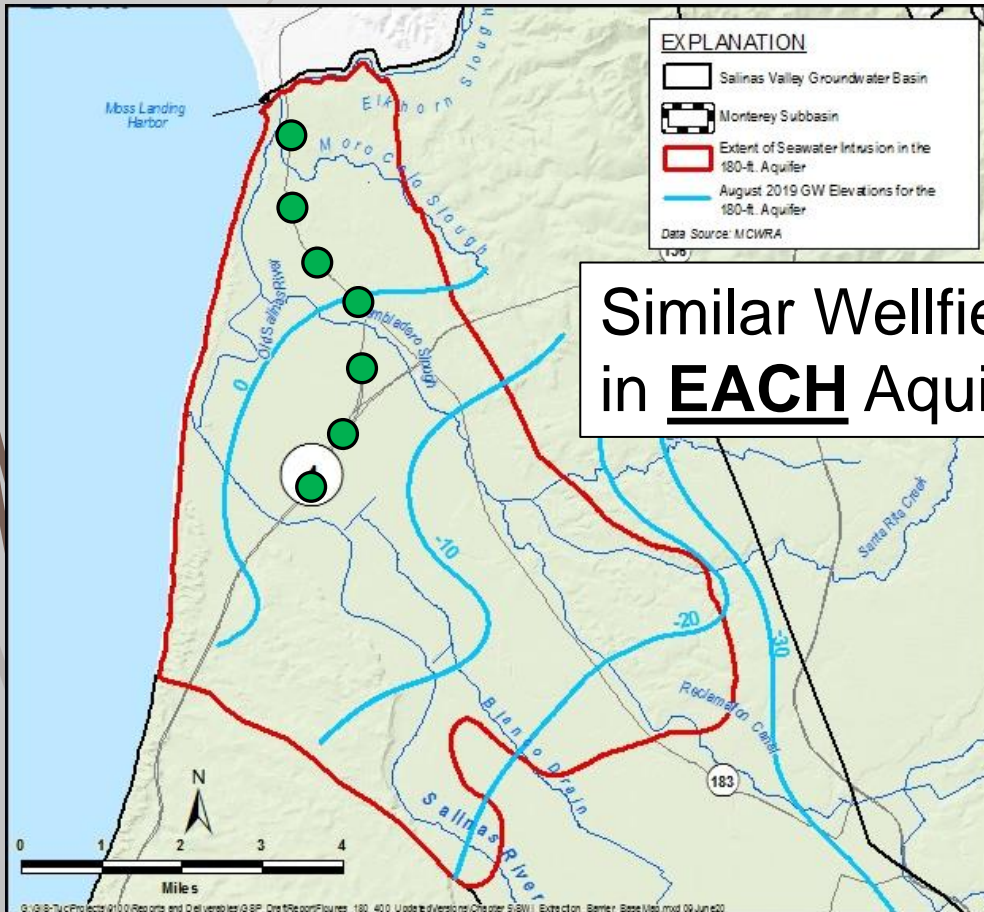 EXPLANATION
Salinas Valley Groundwater Basin
Monterey Subbasin
Extent of Seawater Intrusion in the
180-ft. Aquifer
August 2019 GW Elevations for the
180-ft. Aquifer
Data Source: MCWRA
Elkhorn Slough
Moss Landing
Harbor
Moro Cojo Slough
Old Salinas River
Slough
0
Similar Wellfie
in EACH Aqui
-10
Santa Rita Creek
-20
-30
Reclamation Canal
Blanco Drain
183
Salinas River
N
0 1 2 3 4
Miles